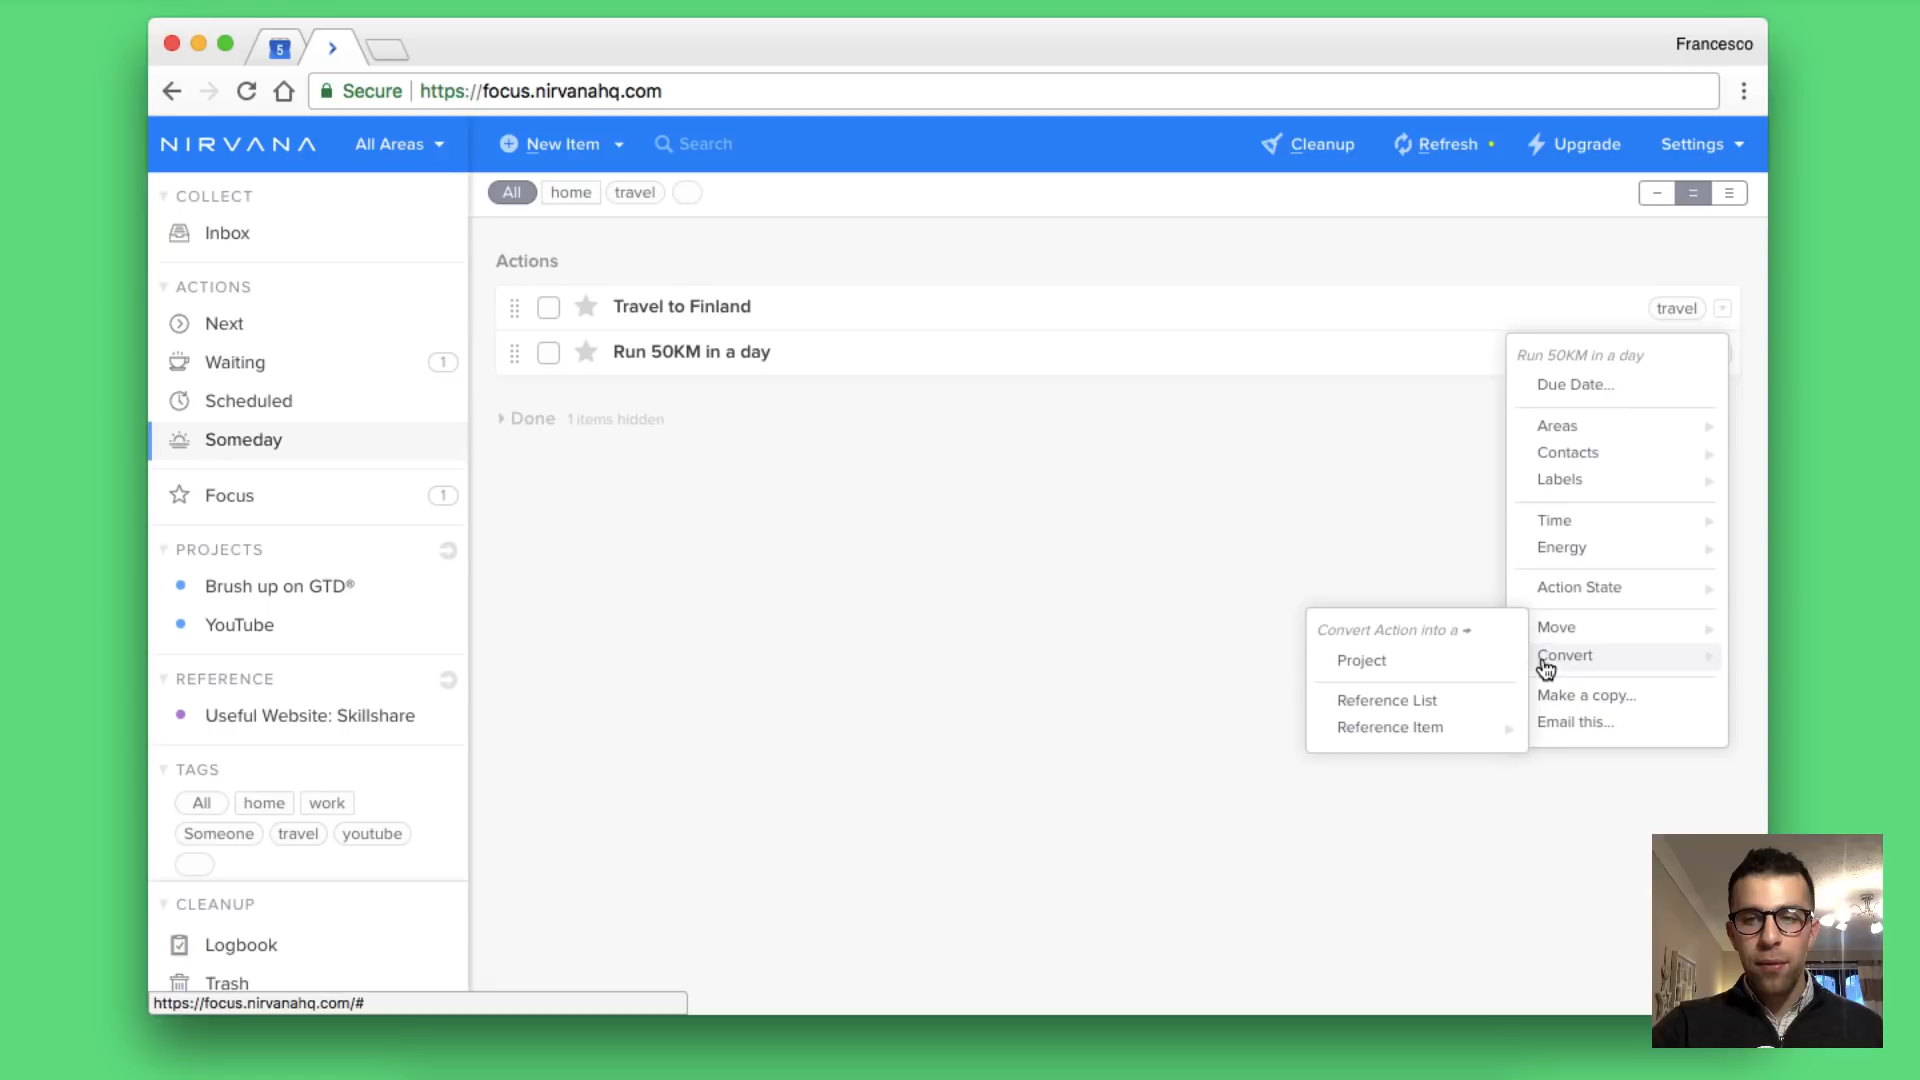 5
Francesco
Secure
https://focus.nirvanahq.com
NIRVANA
All Areas
New Item
Search
Cleanup
Refresh
Upgrade
Settings
COLLECT
Inbox
ACTIONS
Next
Waiting 1
Scheduled
Someday
Focus 1
PROJECTS
Brush up on GTD®
YouTube
REFERENCE
Useful Website: Skillshare
TAGS
All home work
Someone travel youtube
CLEANUP
Logbook
Trash
https://focus.nirvanahq.com/#
All home travel
Actions
Travel to Finland travel
Run 50KM in a day
Done 1 items hidden
Run 50KM in a day
Due Date...
Areas
Contacts
Labels
Time
Energy
Action State
Move
Convert
Make a copy...
Email this...
Convert Action into a
Project
Reference List
Reference Item